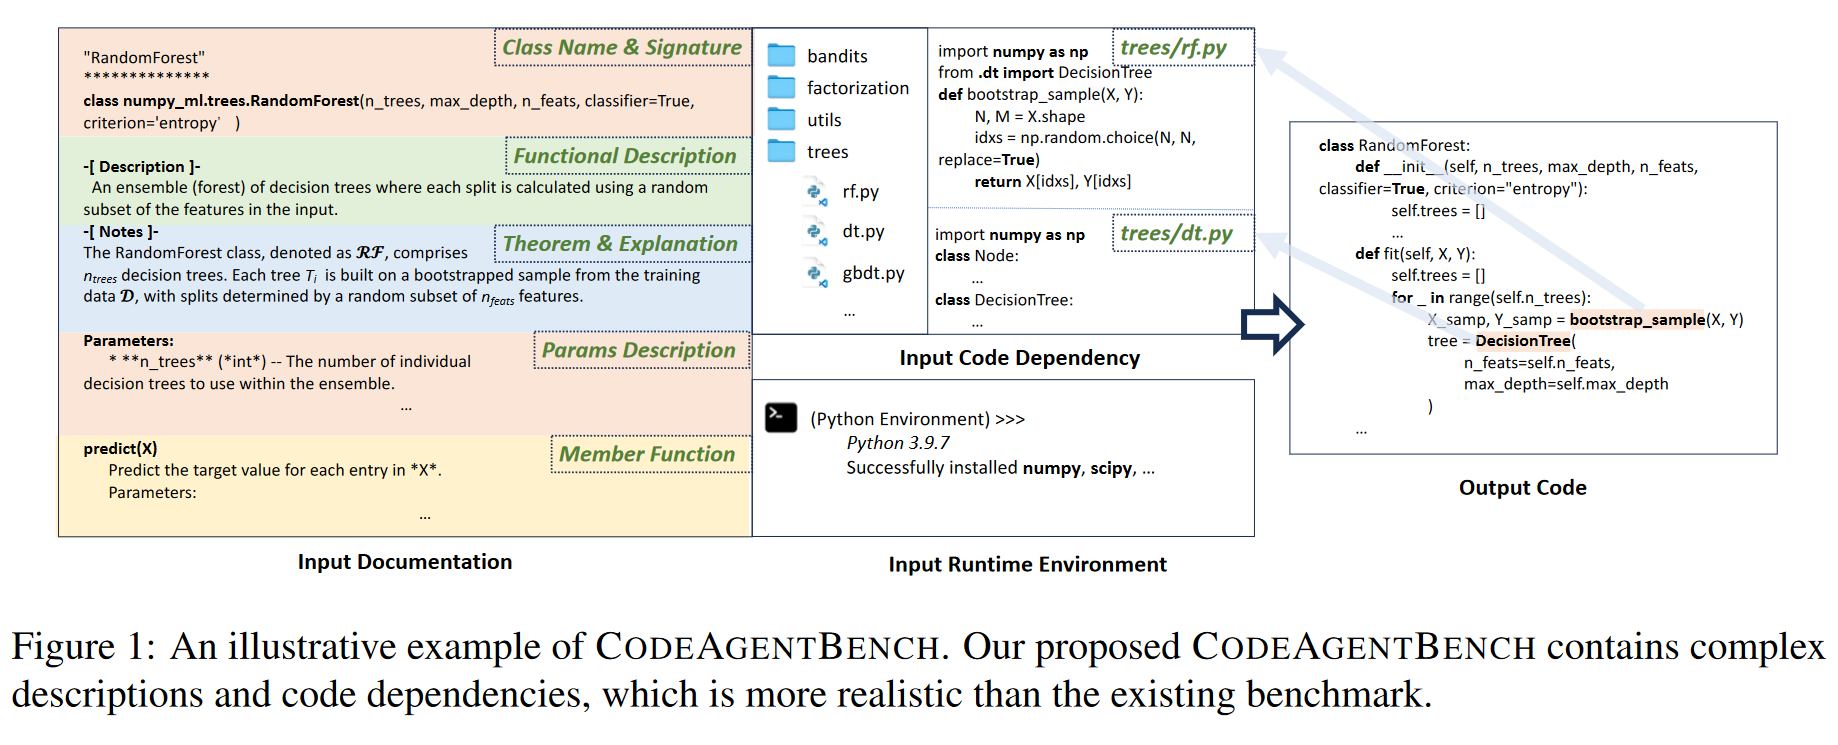 "RandomForest"
**************
Class Name & Signature
class numpy_ml.trees.RandomForest(n_trees, max_depth, n_feats, classifier=True,
criterion='entropy' )
Functional Description
-[ Description ]-
An ensemble (forest) of decision trees where each split is calculated using a random
subset of the features in the input.
-[ Notes ]-
Theorem & Explanation
The RandomForest class, denoted as 𝓡𝓕, comprises
n_trees decision trees. Each tree T_i is built on a bootstrapped sample from the training
data 𝓓, with splits determined by a random subset of n_feats features.
Parameters:
Params Description
* **n_trees** (*int*) -- The number of individual
decision trees to use within the ensemble.
...
predict(X)
Member Function
Predict the target value for each entry in *X*.
Parameters:
...
Input Documentation
bandits
factorization
utils
trees
rf.py
dt.py
gbdt.py
...
trees/rf.py
import numpy as np
from .dt import DecisionTree
def bootstrap_sample(X, Y):
N, M = X.shape
idxs = np.random.choice(N, N,
replace=True)
return X[idxs], Y[idxs]
trees/dt.py
import numpy as np
class Node:
...
class DecisionTree:
...
Input Code Dependency
(Python Environment) >>>
Python 3.9.7
Successfully installed numpy, scipy, ...
Input Runtime Environment
class RandomForest:
def __init__(self, n_trees, max_depth, n_feats,
classifier=True, criterion="entropy"):
self.trees = []
...
def fit(self, X, Y):
self.trees = []
for _ in range(self.n_trees):
X_samp, Y_samp = bootstrap_sample(X, Y)
tree = DecisionTree(
n_feats=self.n_feats,
max_depth=self.max_depth
)
...
Output Code
Figure 1: An illustrative example of CODEAGENTBENCH. Our proposed CODEAGENTBENCH contains complex
descriptions and code dependencies, which is more realistic than the existing benchmark.